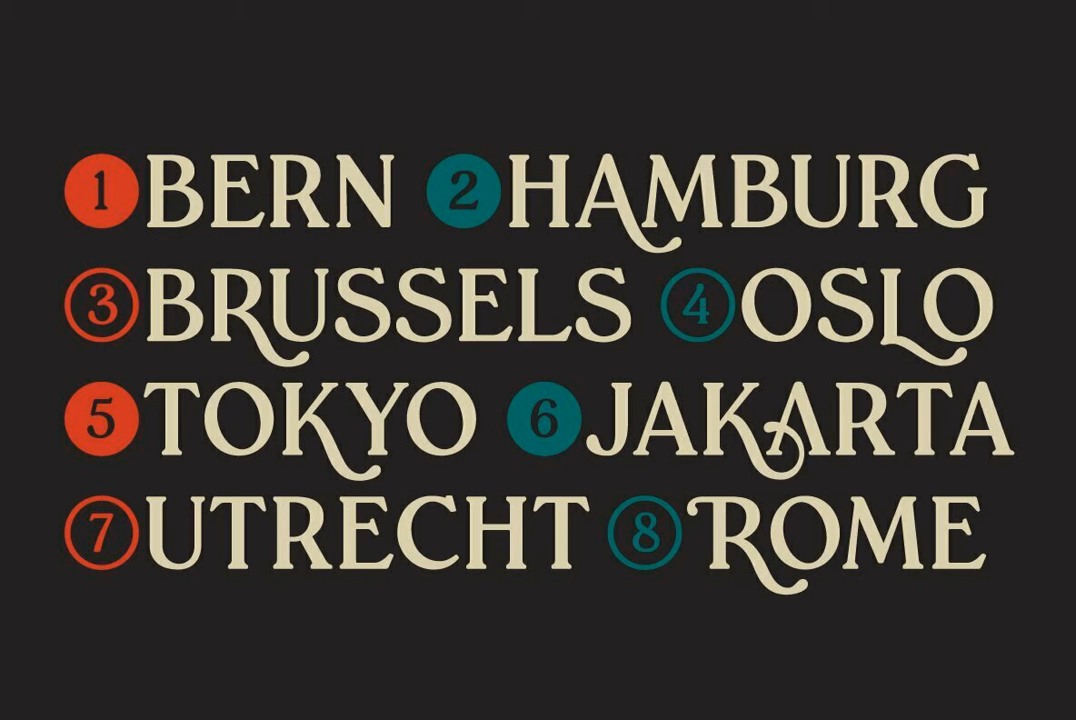 1 BERN 2 HAMBURG
3 BRUSSELS 4 OSLO
5 TOKYO 6 JAKARTA
7 UTRECHT 8 ROME